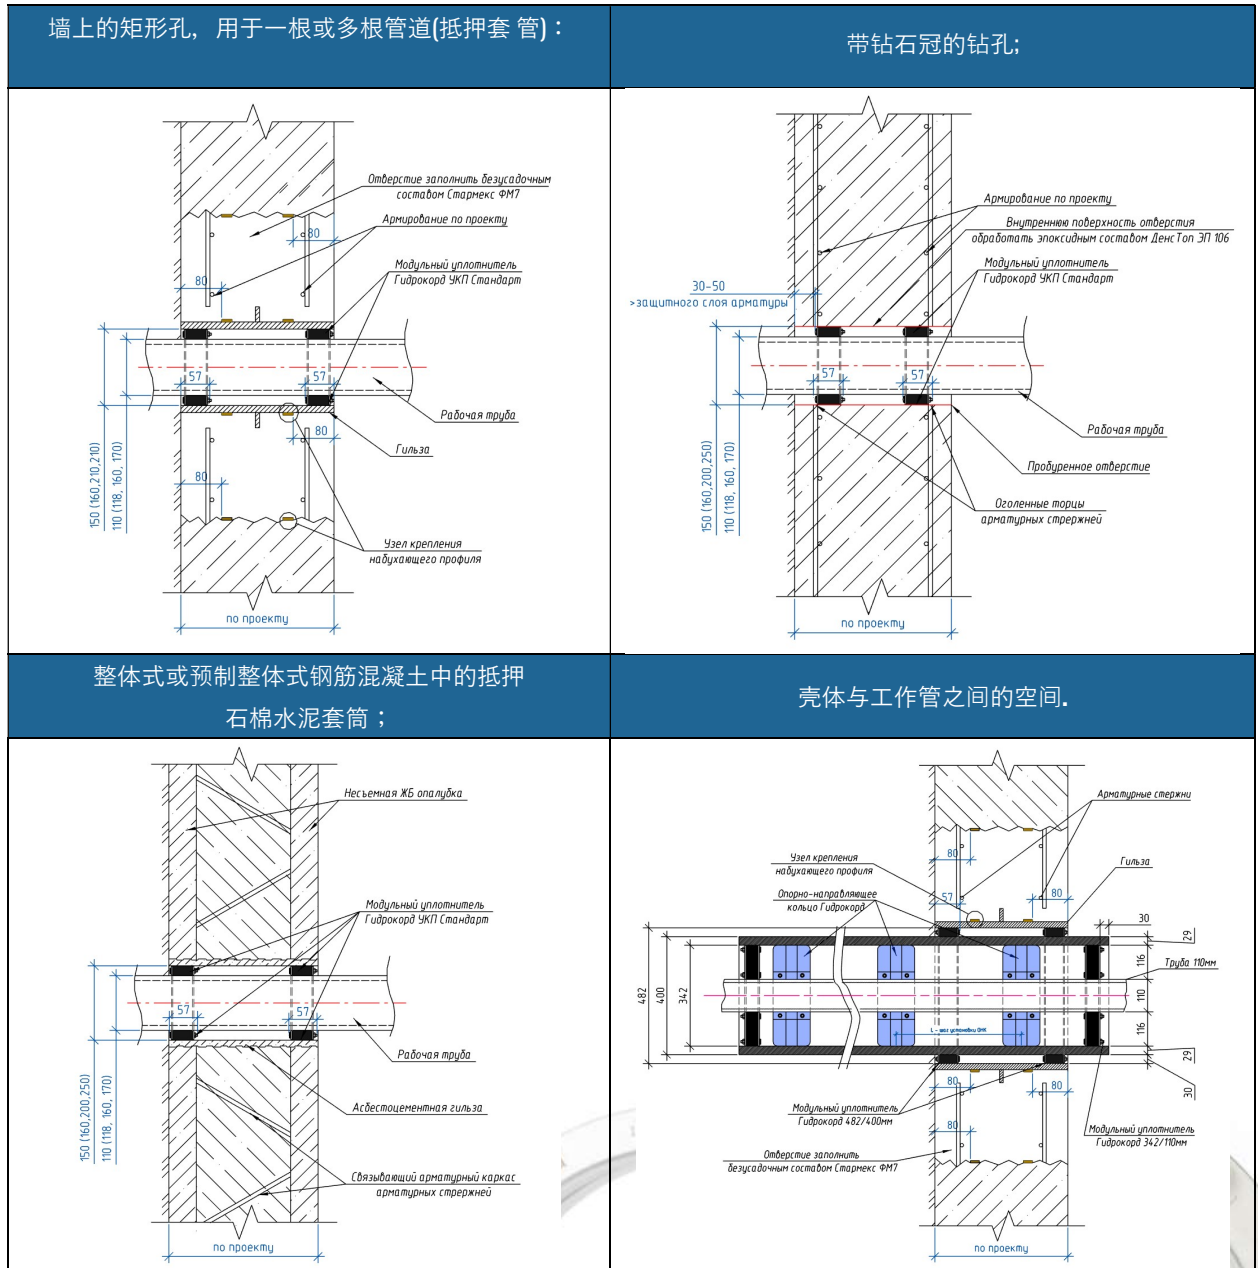 墙上的矩形孔，用于一根或多根管道(抵押套 管)：
带钻石冠的钻孔;
Отверстие заполнить безусадочным
составом Стармекс ФМ7
Армирование по проекту
80
Модульный уплотнитель
Гидрокорд УКП Стандарт
80
57
57
Рабочая труба
80
Гильза
80
150 (160,210,210)
110 (118, 160, 170)
Узел крепления
набухающего профиля
по проекту
Армирование по проекту
Внутреннюю поверхность отверстия
обработать эпоксидным составом ДенсТоп ЭП 106
Модульный уплотнитель
Гидрокорд УКП Стандарт
30-50
>защитного слоя арматуры
57
57
Рабочая труба
150 (160,200,250)
110 (118, 160, 170)
Пробуренное отверстие
Оголенные торцы
арматурных стрержней
по проекту
整体式或预制整体式钢筋混凝土中的抵押
石棉水泥套筒；
壳体与工作管之间的空间.
Несъемная ЖБ опалубка
Модульный уплотнитель
Гидрокорд УКП Стандарт
57
57
Рабочая труба
150 (160,200,250)
110 (118, 160, 170)
Асбестоцементная гильза
Связывающий арматурный каркас
арматурных стрержней
по проекту
Арматурные стержни
Узел крепления
набухающего профиля
80
Гильза
Опорно-направляющее
кольцо Гидрокорд
57
80
30
29
116
Труба 110мм
482
400
342
110
L - шаг установки ОНК
116
29
30
80
80
Модульный уплотнитель
Гидрокорд 482/400мм
80
Модульный уплотнитель
Гидрокорд 342/110мм
Отверстие заполнить
безусадочным составом Стармекс ФМ7
по проекту